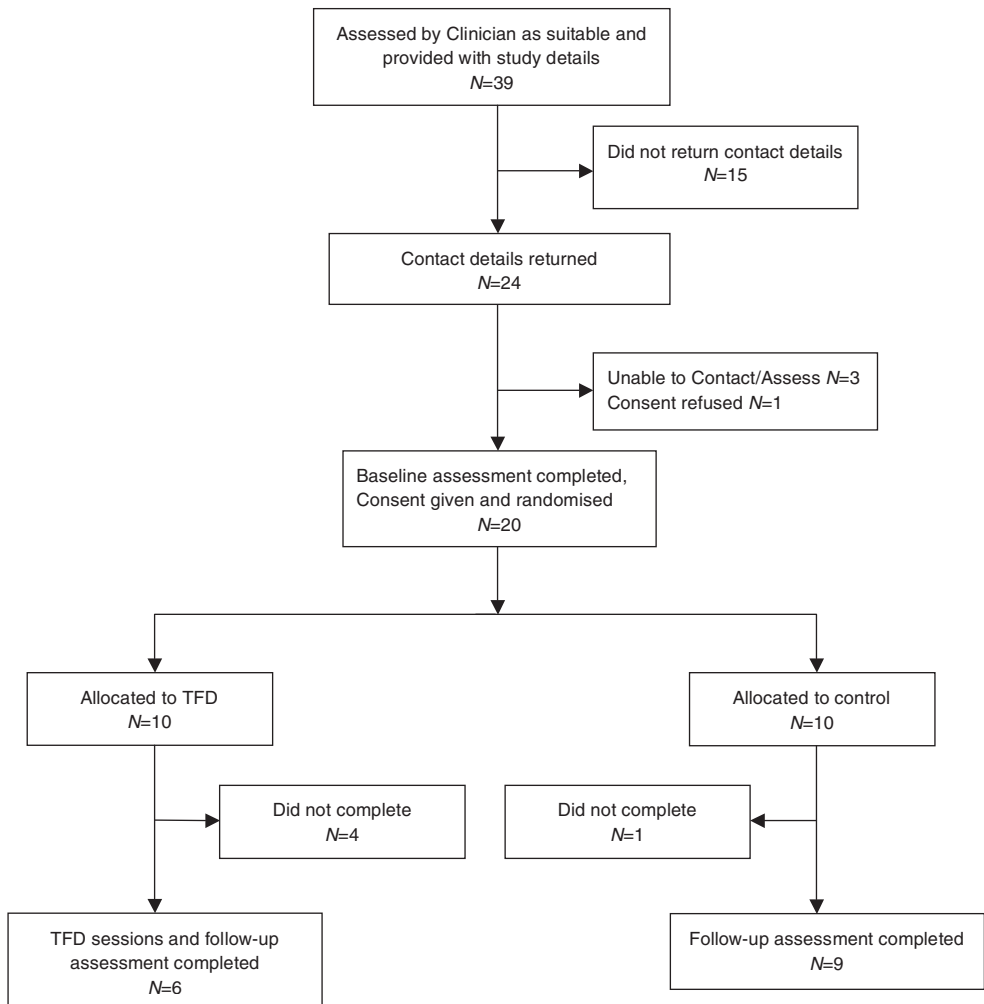 Assessed by Clinician as suitable and
provided with study details
N=39
Did not return contact details
N=15
Contact details returned
N=24
Unable to Contact/Assess N=3
Consent refused N=1
Baseline assessment completed,
Consent given and randomised
N=20
Allocated to TFD
N=10
Allocated to control
N=10
Did not complete
N=4
Did not complete
N=1
TFD sessions and follow-up
assessment completed
N=6
Follow-up assessment completed
N=9